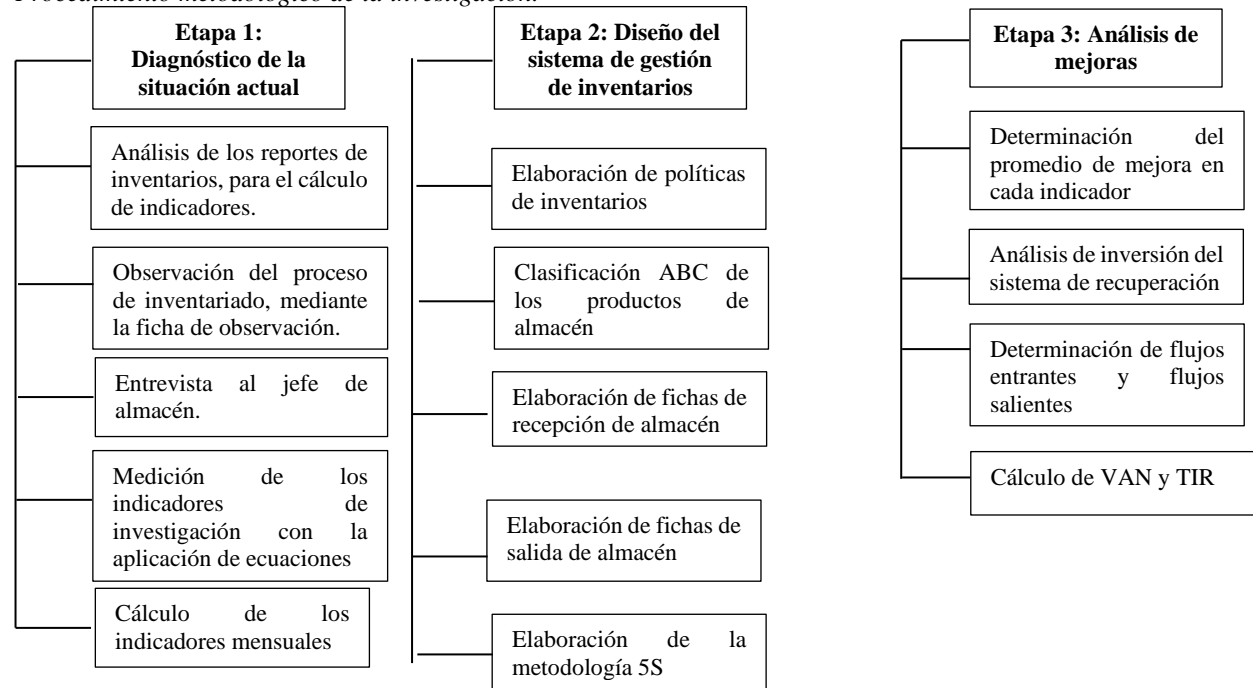 Procedimiento metodológico de la investigación.
Etapa 1:
Diagnóstico de la
situación actual
Análisis de los reportes de
inventarios, para el cálculo
de indicadores.
Observación del proceso
de inventariado, mediante
la ficha de observación.
Entrevista al jefe de
almacén.
Medición de los
indicadores de
investigación con la
aplicación de ecuaciones
Cálculo de los
indicadores mensuales
Etapa 2: Diseño del
sistema de gestión
de inventarios
Elaboración de políticas
de inventarios
Clasificación ABC de
los productos de
almacén
Elaboración de fichas de
recepción de almacén
Elaboración de fichas de
salida de almacén
Elaboración de la
metodología 5S
Etapa 3: Análisis de
mejoras
Determinación del
promedio de mejora en
cada indicador
Análisis de inversión del
sistema de recuperación
Determinación de flujos
entrantes y flujos
salientes
Cálculo de VAN y TIR